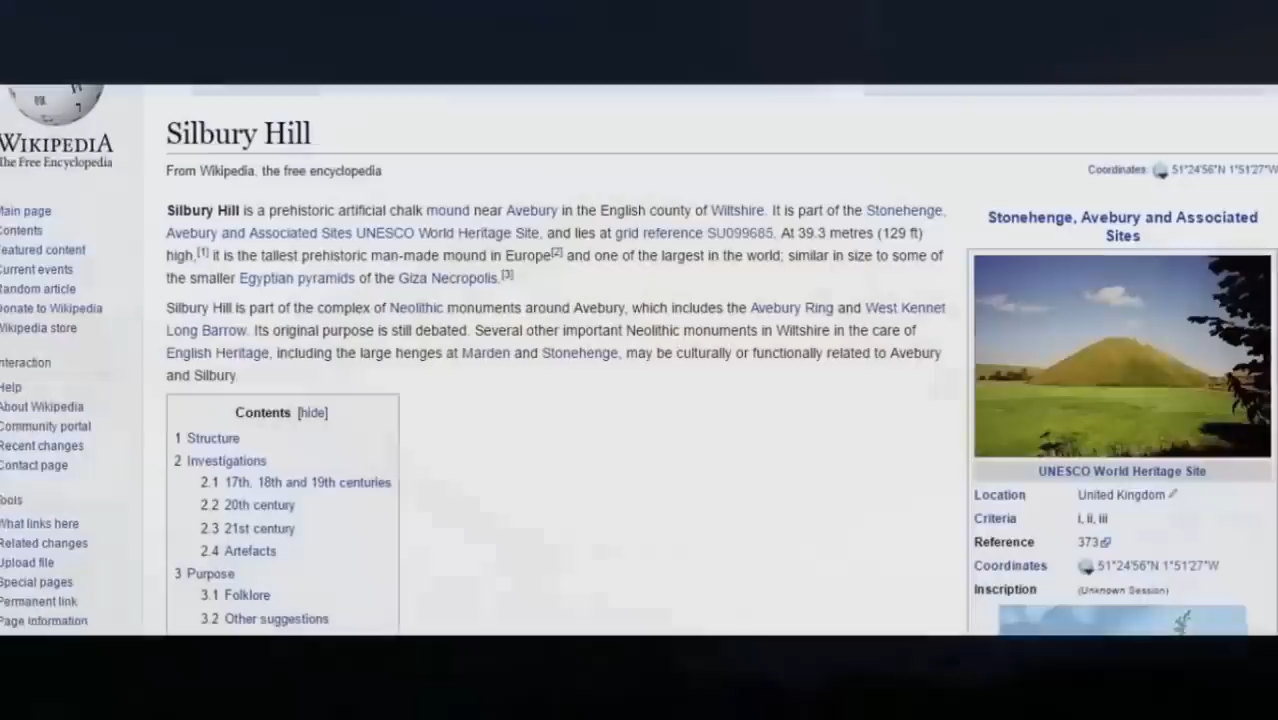 WIKIPEDIA
The Free Encyclopedia
Main page
Contents
Featured content
Current events
Random article
Donate to Wikipedia
Wikipedia store
Interaction
Help
About Wikipedia
Community portal
Recent changes
Contact page
Tools
What links here
Related changes
Upload file
Special pages
Permanent link
Page information
Silbury Hill
From Wikipedia, the free encyclopedia
Coordinates: 51°24'56"N 1°51'27"W
Silbury Hill is a prehistoric artificial chalk mound near Avebury in the English county of Wiltshire. It is part of the Stonehenge,
Avebury and Associated Sites UNESCO World Heritage Site, and lies at grid reference SU099685. At 39.3 metres (129 ft)
high,[1] it is the tallest prehistoric man-made mound in Europe[2] and one of the largest in the world; similar in size to some of
the smaller Egyptian pyramids of the Giza Necropolis.[3]
Silbury Hill is part of the complex of Neolithic monuments around Avebury, which includes the Avebury Ring and West Kennet
Long Barrow. Its original purpose is still debated. Several other important Neolithic monuments in Wiltshire in the care of
English Heritage, including the large henges at Marden and Stonehenge, may be culturally or functionally related to Avebury
and Silbury.
Contents [hide]
1 Structure
2 Investigations
2.1 17th, 18th and 19th centuries
2.2 20th century
2.3 21st century
2.4 Artefacts
3 Purpose
3.1 Folklore
3.2 Other suggestions
Stonehenge, Avebury and Associated
Sites
UNESCO World Heritage Site
Location United Kingdom
Criteria i, ii, iii
Reference 373
Coordinates 51°24'56"N 1°51'27"W
Inscription (Unknown Session)